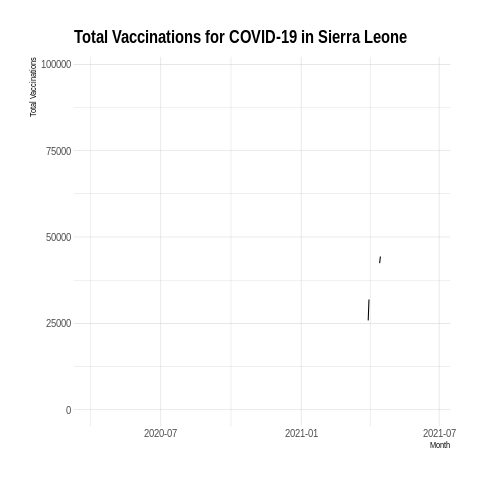 Total Vaccinations for COVID-19 in Sierra Leone
Total Vaccinations
100000
75000
50000
25000
0
2020-07 2021-01 2021-07
Month